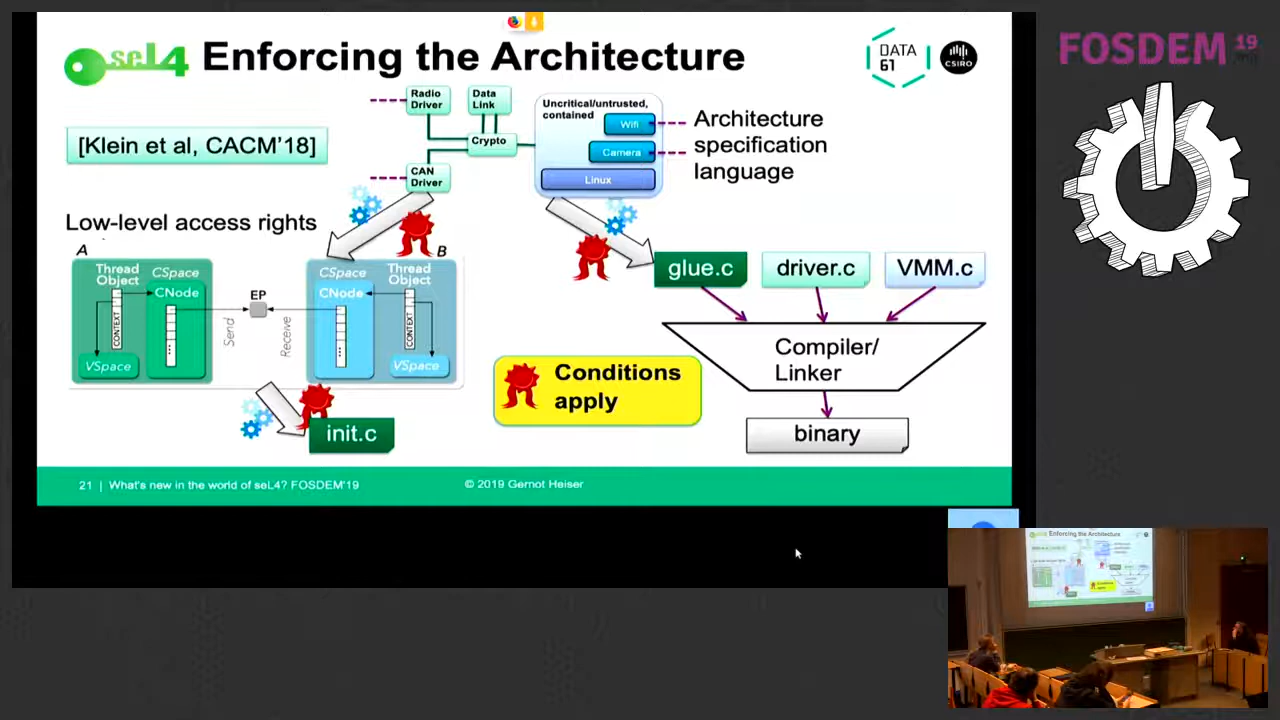 seL4 Enforcing the Architecture
DATA
61
CSIRO
FOSDEM 19
.org
[Klein et al, CACM'18]
Radio
Driver
Data
Link
Crypto
CAN
Driver
Uncritical/untrusted,
contained
Wifi
Camera
Linux
Architecture
specification
language
Low-level access rights
A
B
Thread
Object
CSpace
CNode
CONTEXT
VSpace
EP
Send
Receive
CSpace
CNode
Thread
Object
CONTEXT
VSpace
init.c
Conditions
apply
glue.c
driver.c
VMM.c
Compiler/
Linker
binary
21 | What's new in the world of seL4? FOSDEM'19
© 2019 Gernot Heiser
Enforcing the Architecture